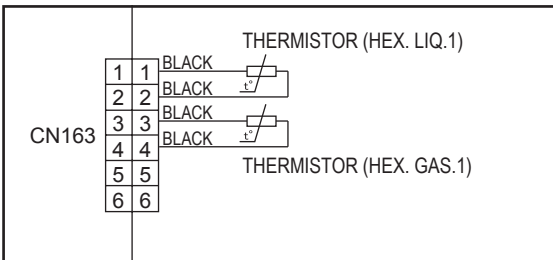 THERMISTOR (HEX. LIQ.1)
1 1 BLACK
t°
2 2 BLACK
3 3 BLACK
CN163
t°
4 4 BLACK
5 5
THERMISTOR (HEX. GAS.1)
6 6